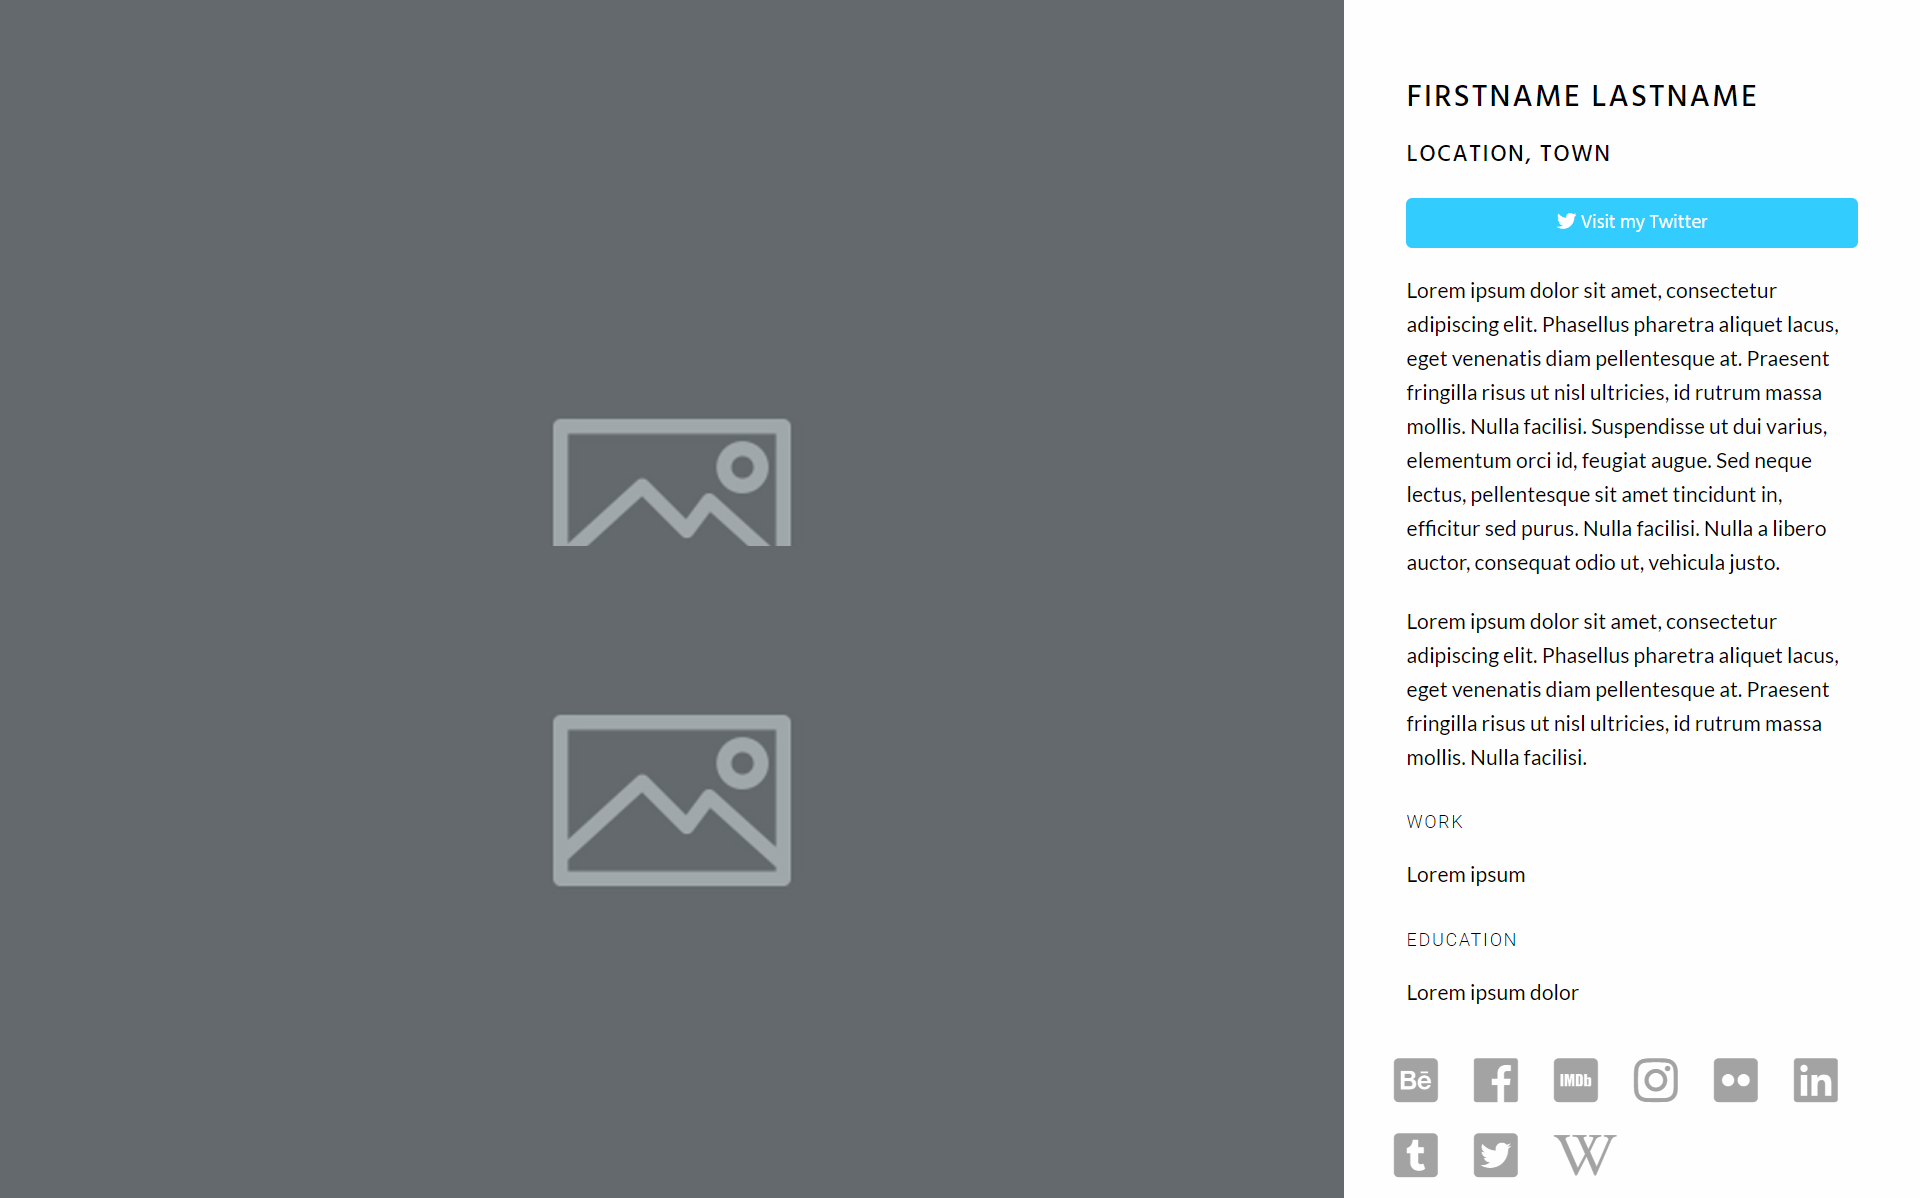 FIRSTNAME LASTNAME
LOCATION, TOWN
Visit my Twitter
Lorem ipsum dolor sit amet, consectetur
adipiscing elit. Phasellus pharetra aliquet lacus,
eget venenatis diam pellentesque at. Praesent
fringilla risus ut nisl ultricies, id rutrum massa
mollis. Nulla facilisi. Suspendisse ut dui varius,
elementum orci id, feugiat augue. Sed neque
lectus, pellentesque sit amet tincidunt in,
efficitur sed purus. Nulla facilisi. Nulla a libero
auctor, consequat odio ut, vehicula justo.
Lorem ipsum dolor sit amet, consectetur
adipiscing elit. Phasellus pharetra aliquet lacus,
eget venenatis diam pellentesque at. Praesent
fringilla risus ut nisl ultricies, id rutrum massa
mollis. Nulla facilisi.
WORK
Lorem ipsum
EDUCATION
Lorem ipsum dolor
Bē f IMDb in
t W